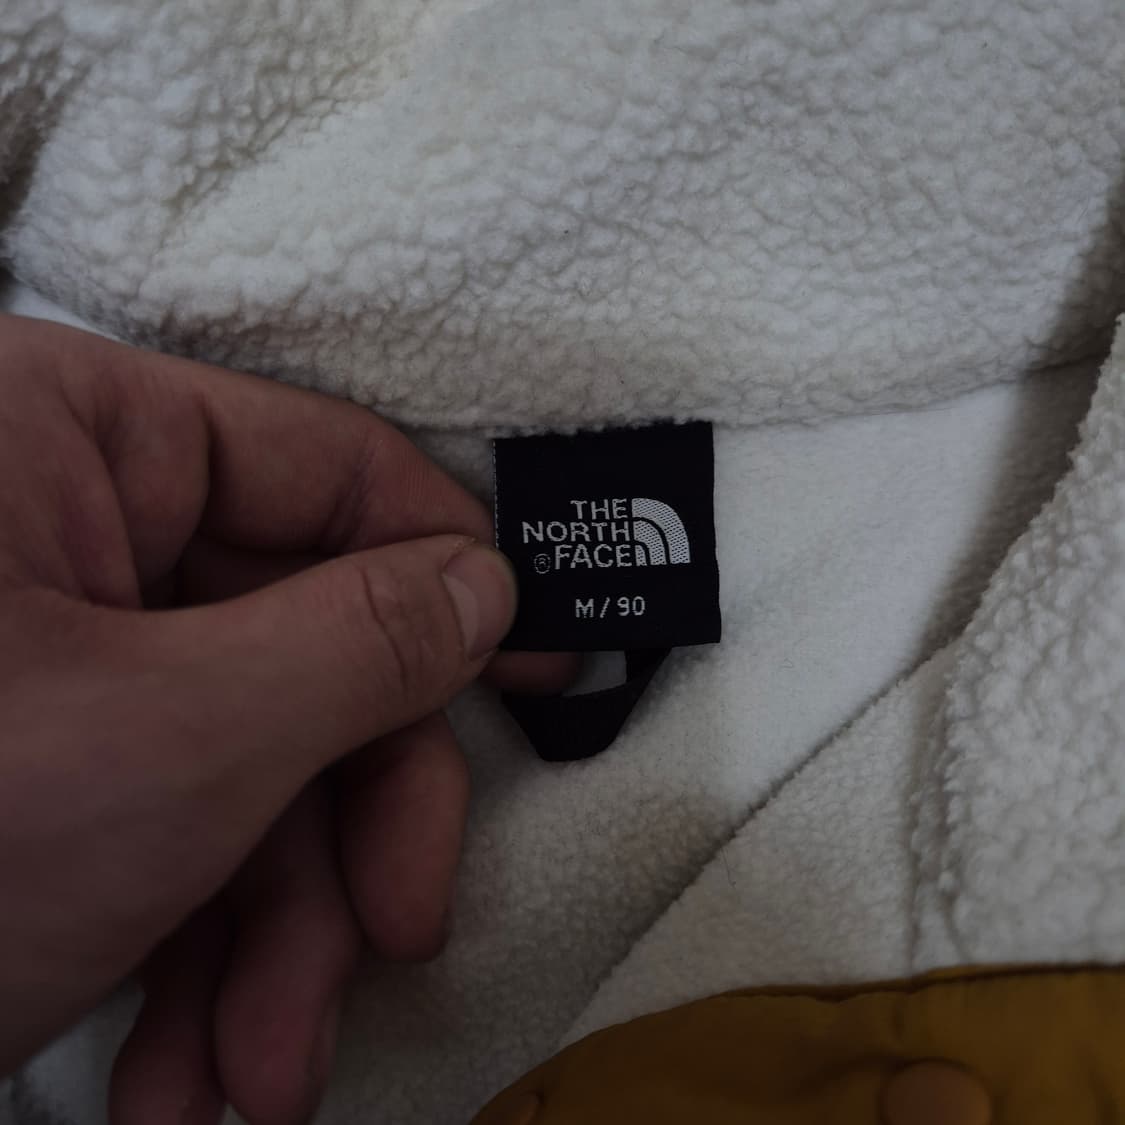 THE
NORTH
® FACE
M / 90